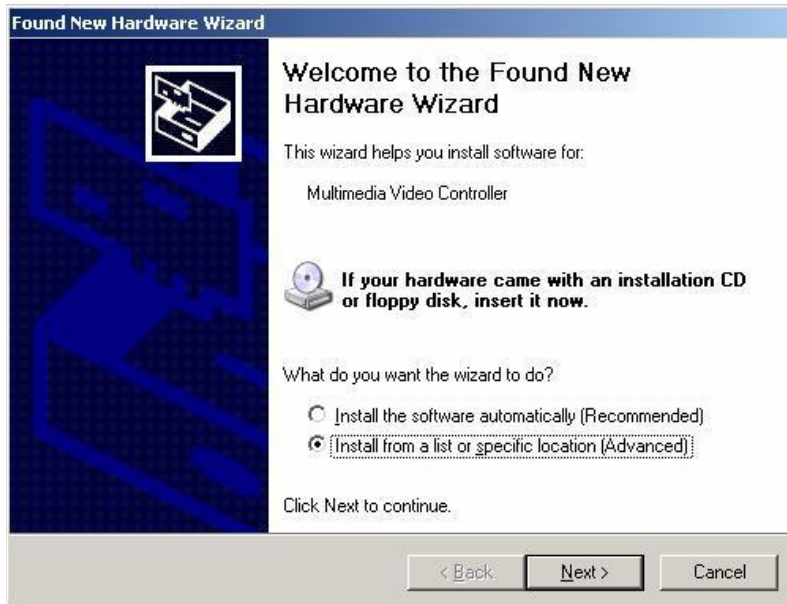 Found New Hardware Wizard
Welcome to the Found New
Hardware Wizard
This wizard helps you install software for:
Multimedia Video Controller
If your hardware came with an installation CD
or floppy disk, insert it now.
What do you want the wizard to do?
Install the software automatically (Recommended)
Install from a list or specific location (Advanced)
Click Next to continue.
< Back
Next >
Cancel